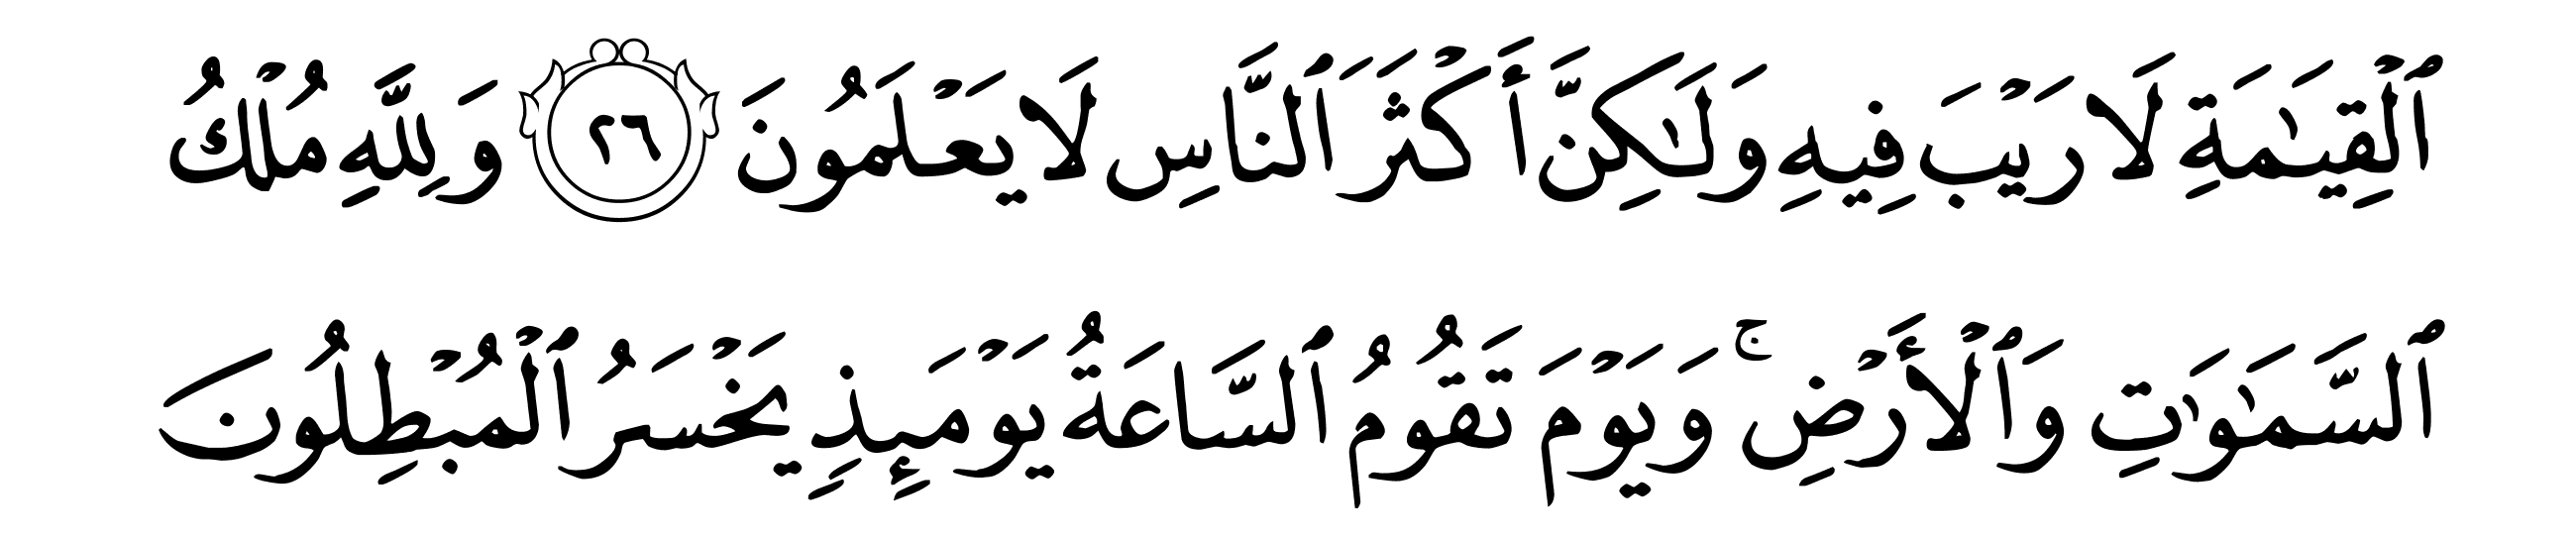 ٱلْقِيَـٰمَةِ لَا رَيْبَ فِيهِ وَلَـٰكِنَّ أَكْثَرَ ٱلنَّاسِ لَا يَعْلَمُونَ ٢٦ وَلِلَّهِ مُلْكُ
ٱلسَّمَـٰوَٰتِ وَٱلْأَرْضِ ۚ وَيَوْمَ تَقُومُ ٱلسَّاعَةُ يَوْمَئِذٍ يَخْسَرُ ٱلْمُبْطِلُونَ